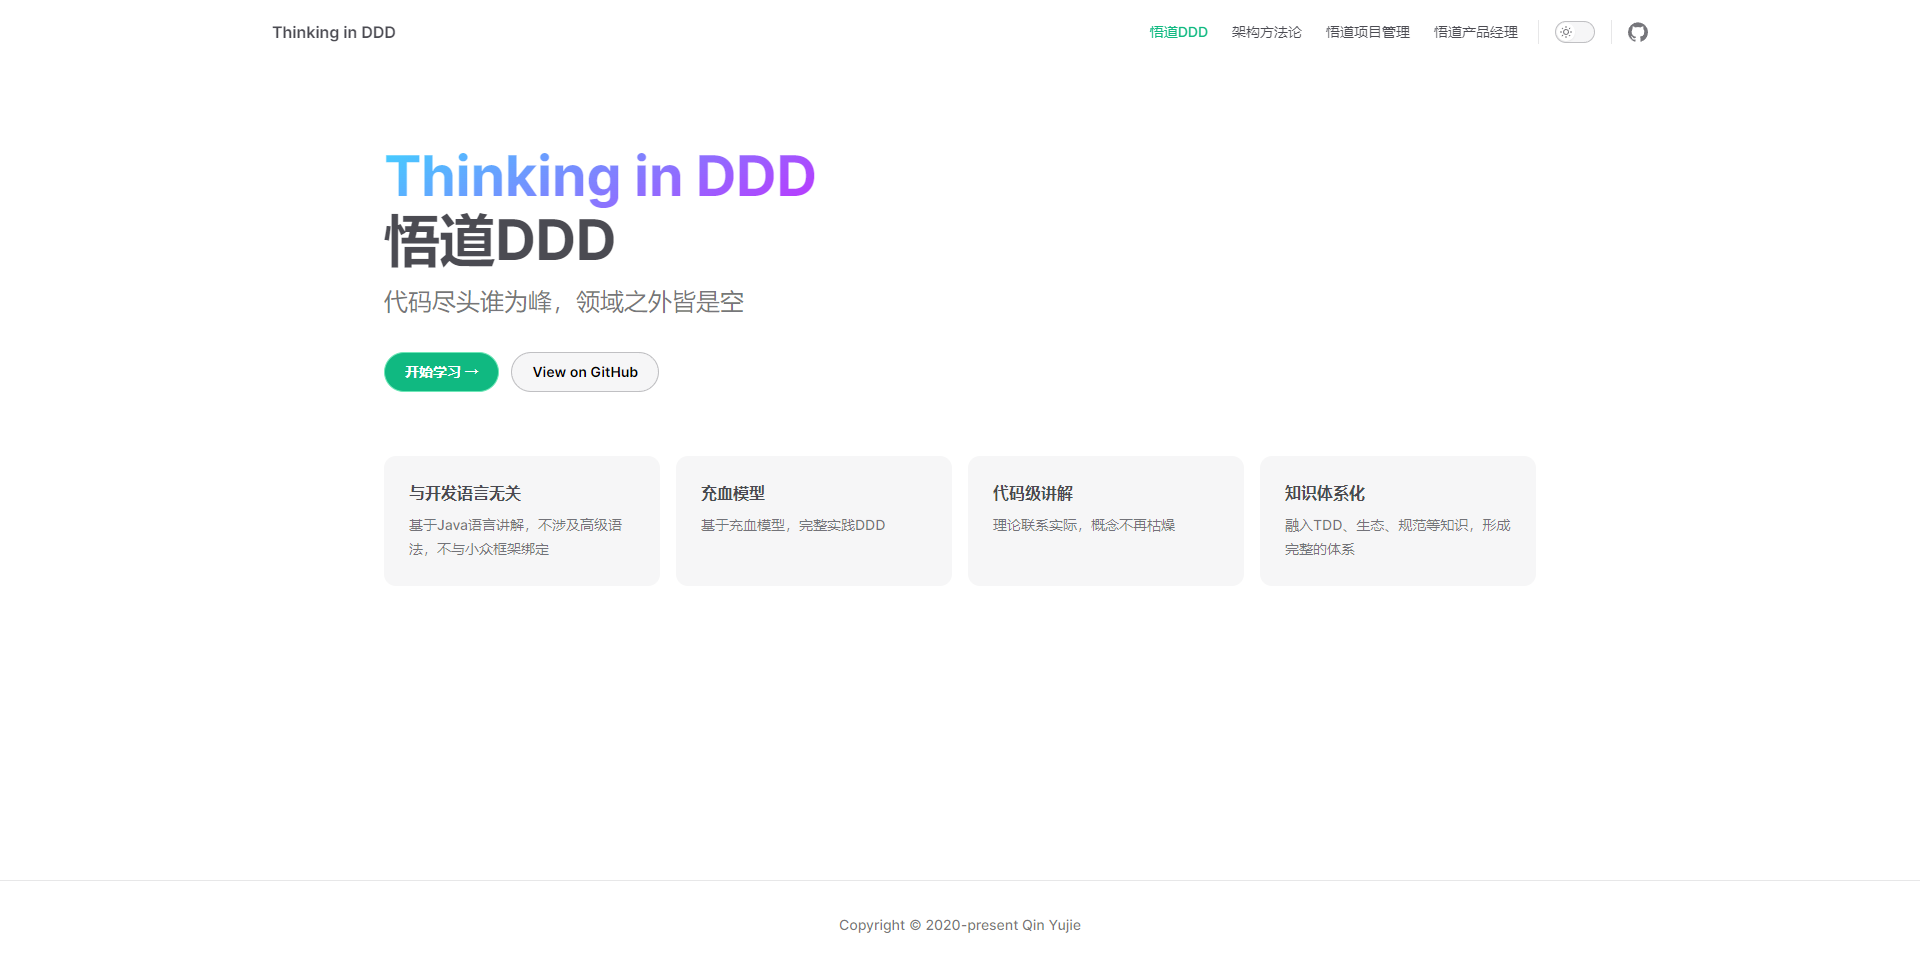 Thinking in DDD
悟道DDD
架构方法论
悟道项目管理
悟道产品经理
Thinking in DDD
悟道DDD
代码尽头谁为峰，领域之外皆是空
开始学习 →
View on GitHub
与开发语言无关
基于Java语言讲解，不涉及高级语
法，不与小众框架绑定
充血模型
基于充血模型，完整实践DDD
代码级讲解
理论联系实际，概念不再枯燥
知识体系化
融入TDD、生态、规范等知识，形成
完整的体系
Copyright © 2020-present Qin Yujie